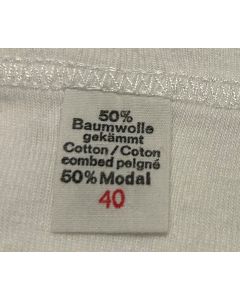 50%
Baumwolle
gekämmt
Cotton/Coton
combed peigné
50% Modal
40